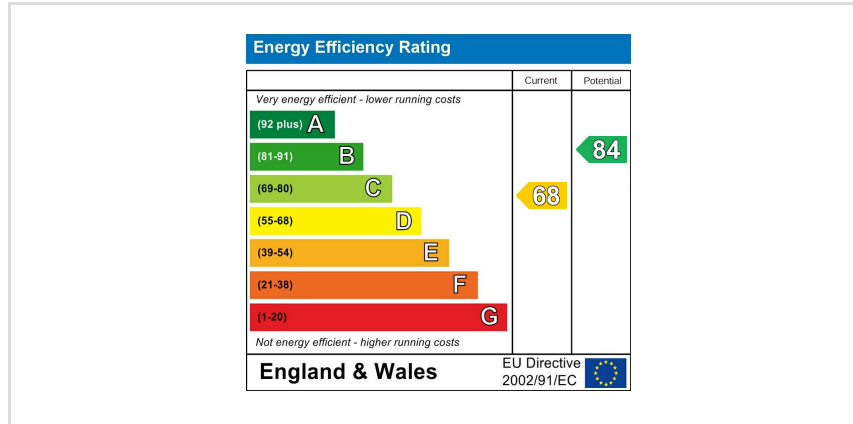 Energy Efficiency Rating
Current Potential
Very energy efficient - lower running costs
(92 plus) A
(81-91) B
84
(69-80) C
68
(55-68) D
(39-54) E
(21-38) F
(1-20) G
Not energy efficient - higher running costs
England & Wales
EU Directive
2002/91/EC